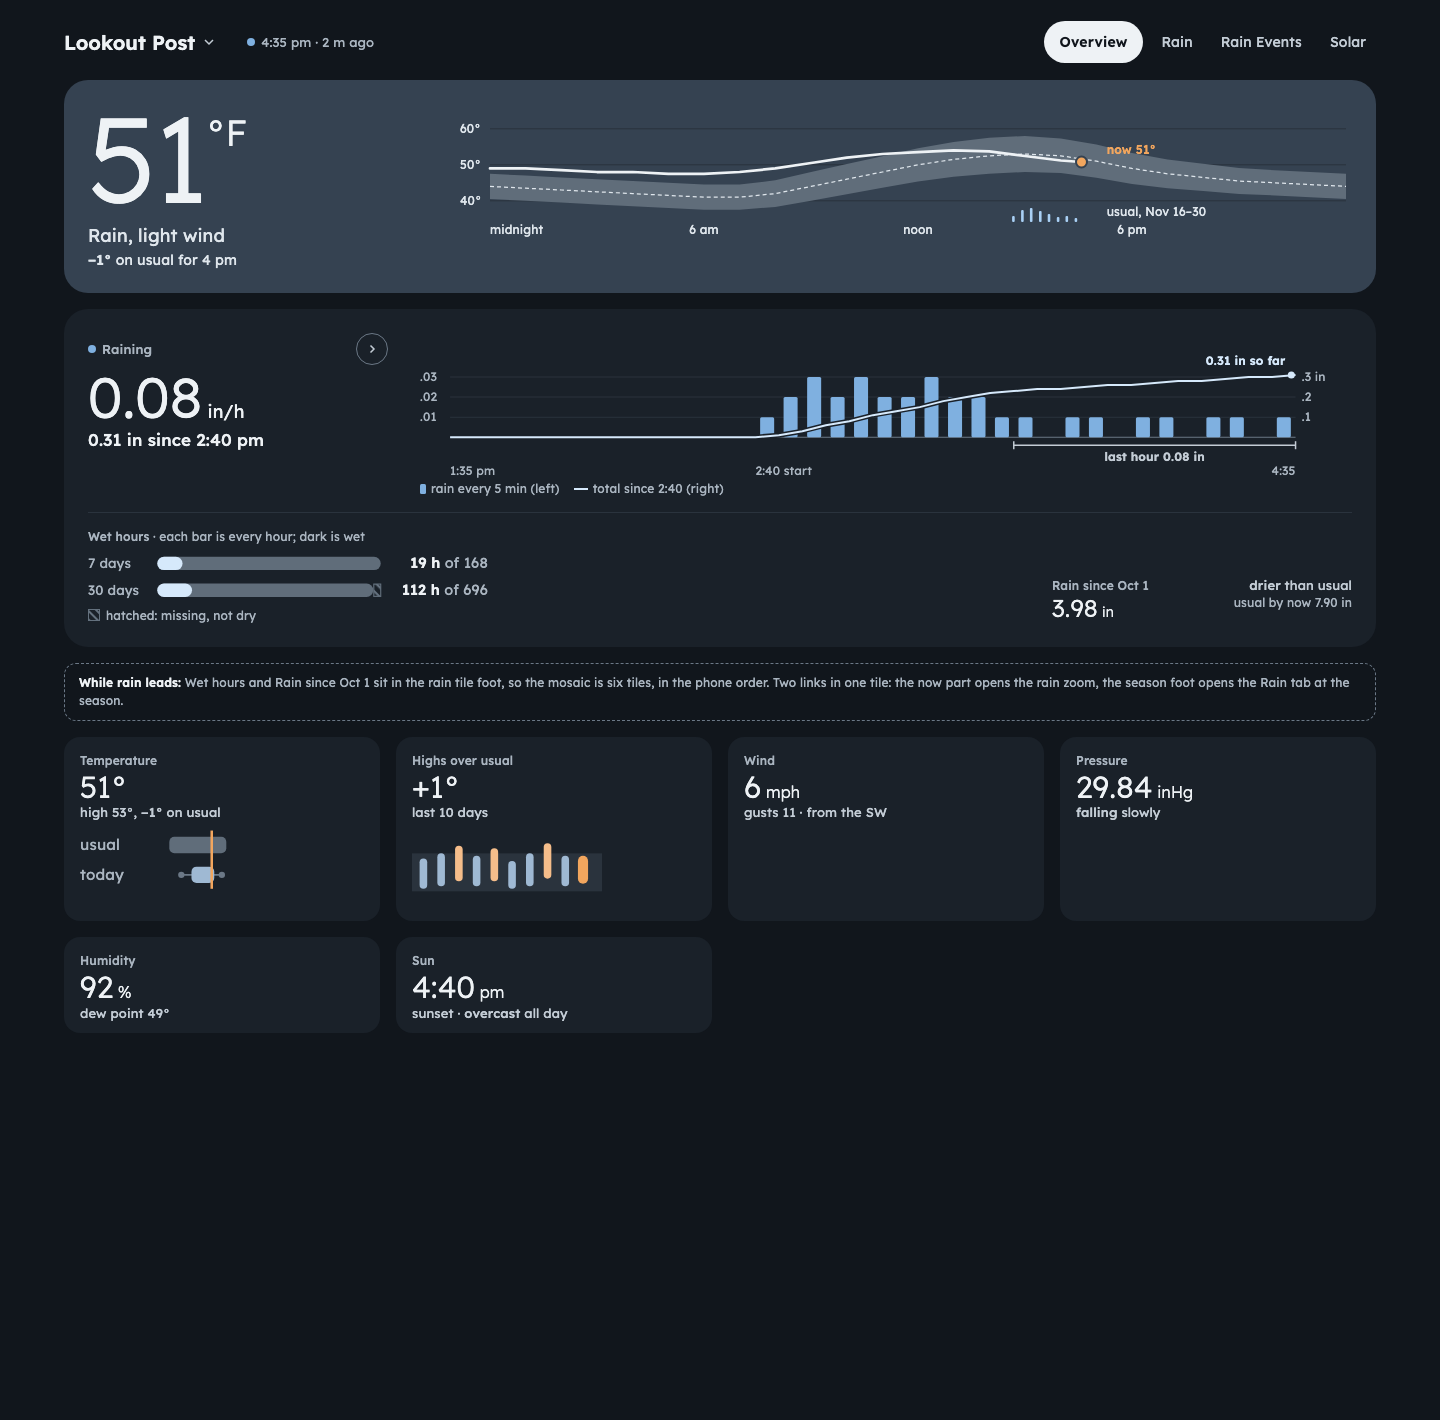 Lookout Post
4:35 pm · 2 m ago
Overview
Rain
Rain Events
Solar
51°F
Rain, light wind
−1° on usual for 4 pm
60°
50°
40°
now 51°
usual, Nov 16–30
midnight
6 am
noon
6 pm
Raining
0.08 in/h
0.31 in since 2:40 pm
0.31 in so far
.03
.02
.01
.3 in
.2
.1
last hour 0.08 in
1:35 pm
2:40 start
4:35
rain every 5 min (left)
total since 2:40 (right)
Wet hours · each bar is every hour; dark is wet
7 days
19 h of 168
30 days
112 h of 696
hatched: missing, not dry
Rain since Oct 1
3.98 in
drier than usual
usual by now 7.90 in
While rain leads: Wet hours and Rain since Oct 1 sit in the rain tile foot, so the mosaic is six tiles, in the phone order. Two links in one tile: the now part opens the rain zoom, the season foot opens the Rain tab at the
season.
Temperature
51°
high 53°, −1° on usual
usual
today
Highs over usual
+1°
last 10 days
Wind
6 mph
gusts 11 · from the SW
Pressure
29.84 inHg
falling slowly
Humidity
92 %
dew point 49°
Sun
4:40 pm
sunset · overcast all day